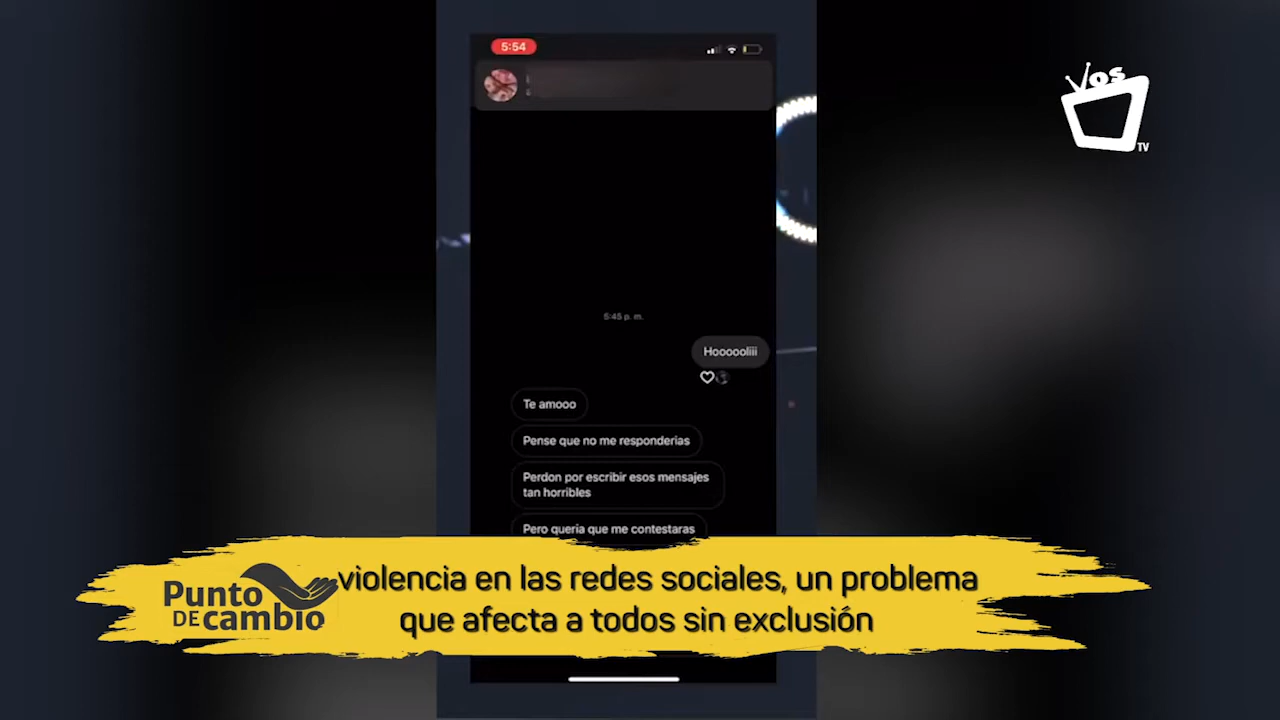 5:54
VOS
TV
5:45 p. m.
Hoooooliii
Te amooo
Pense que no me responderias
Perdon por escribir esos mensajes
tan horribles
Pero queria que me contestaras
Punto
DE cambio
violencia en las redes sociales, un problema
que afecta a todos sin exclusión